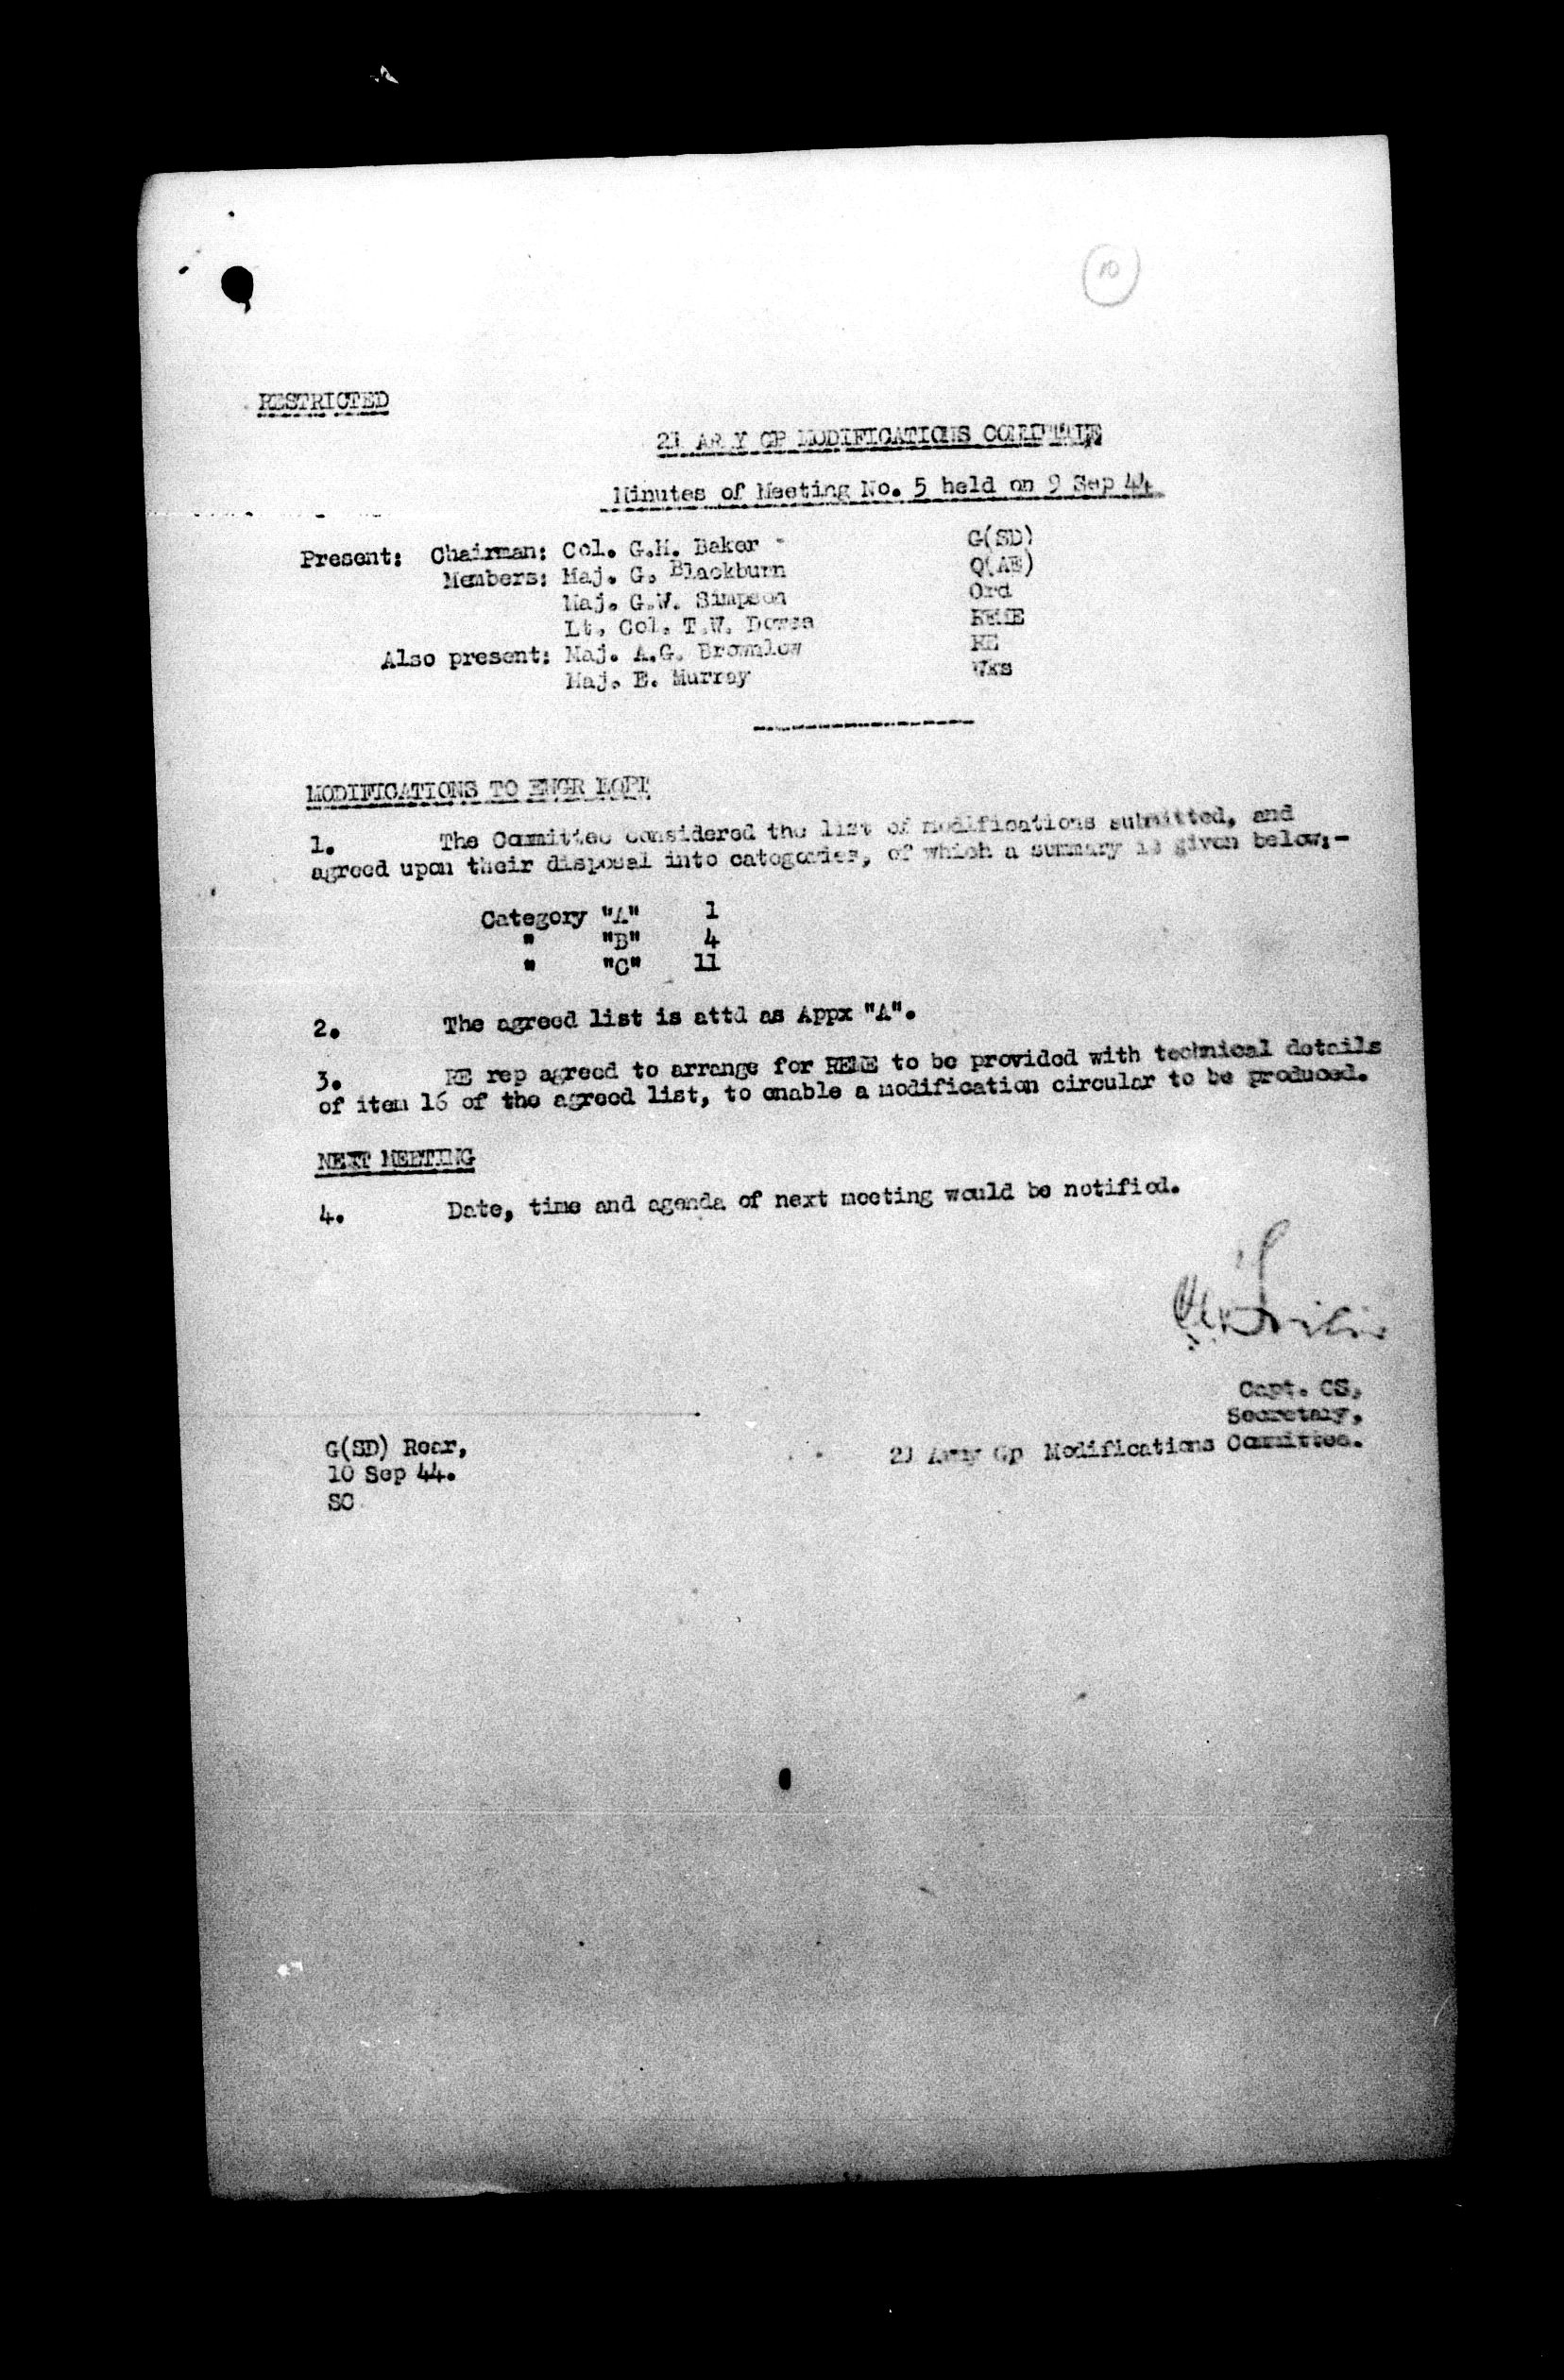 10
RESTRICTED
21 AR Y GP MODIFICATIONS COMMITTEE
Minutes of Meeting No. 5 held on 9 Sep 44
Present: Chairman: Col. G.H. Baker G(SD)
Members: Maj. G. Blackburn Q(AE)
Maj. G.W. Simpson Ord
Lt. Col. T.W. REME
Also present: Maj. A.G. Brownlow RE
Maj. E. Murray Wks
MODIFICATIONS TO ENGR EQPT
1. The Committee considered the list of modifications submitted, and
agreed upon their disposal into categories, of which a summary is given below:-
Category "A" 1
" "B" 4
" "C" 11
2. The agreed list is attd as Appx "A".
3. RE rep agreed to arrange for REME to be provided with technical details
of item 16 of the agreed list, to enable a modification circular to be produced.
NEXT MEETING
4. Date, time and agenda of next meeting would be notified.
Capt. GS,
Secretary,
21 Army Gp Modifications Committee.
G(SD) Rear,
10 Sep 44.
SC